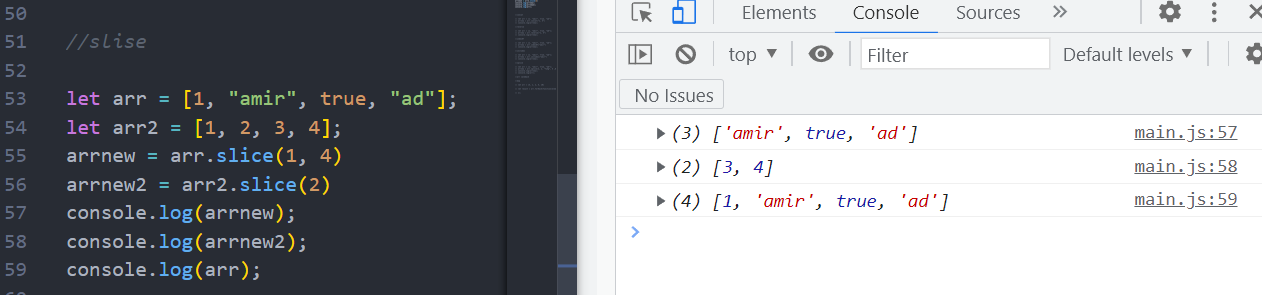 50
51 //slise
52
53 let arr = [1, "amir", true, "ad"];
54 let arr2 = [1, 2, 3, 4];
55 arrnew = arr.slice(1, 4)
56 arrnew2 = arr2.slice(2)
57 console.log(arrnew);
58 console.log(arrnew2);
59 console.log(arr);
Elements Console Sources »
top ▼ Filter Default levels ▼
No Issues
▶ (3) ['amir', true, 'ad'] main.js:57
▶ (2) [3, 4] main.js:58
▶ (4) [1, 'amir', true, 'ad'] main.js:59
>